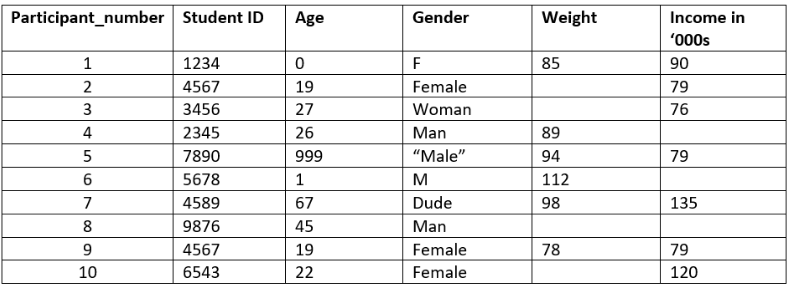 Participant_number Student ID Age Gender Weight Income in
‘000s
1 1234 0 F 85 90
2 4567 19 Female 79
3 3456 27 Woman 76
4 2345 26 Man 89
5 7890 999 “Male” 94 79
6 5678 1 M 112
7 4589 67 Dude 98 135
8 9876 45 Man
9 4567 19 Female 78 79
10 6543 22 Female 120